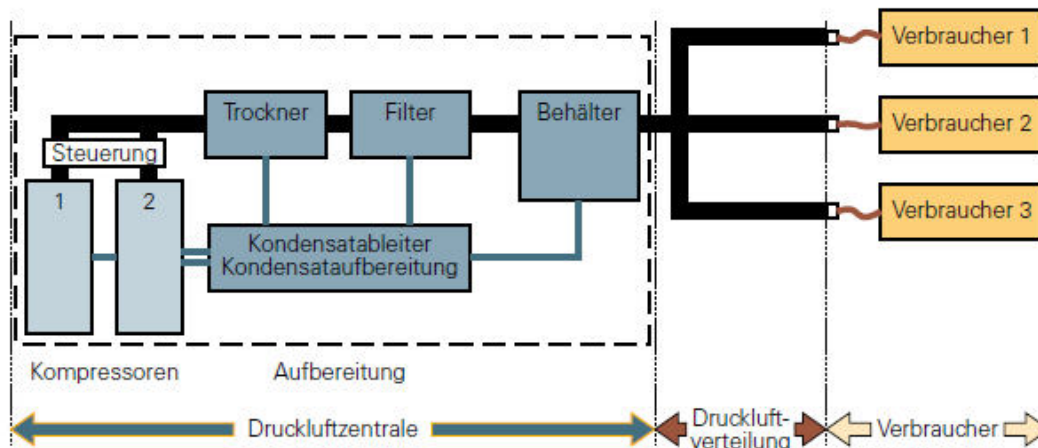 Verbraucher 1
Trockner
Filter
Behälter
Verbraucher 2
Steuerung
1
2
Verbraucher 3
Kondensatableiter
Kondensataufbereitung
Kompressoren
Aufbereitung
Druckluftzentrale
Druckluft-
verteilung
Verbraucher